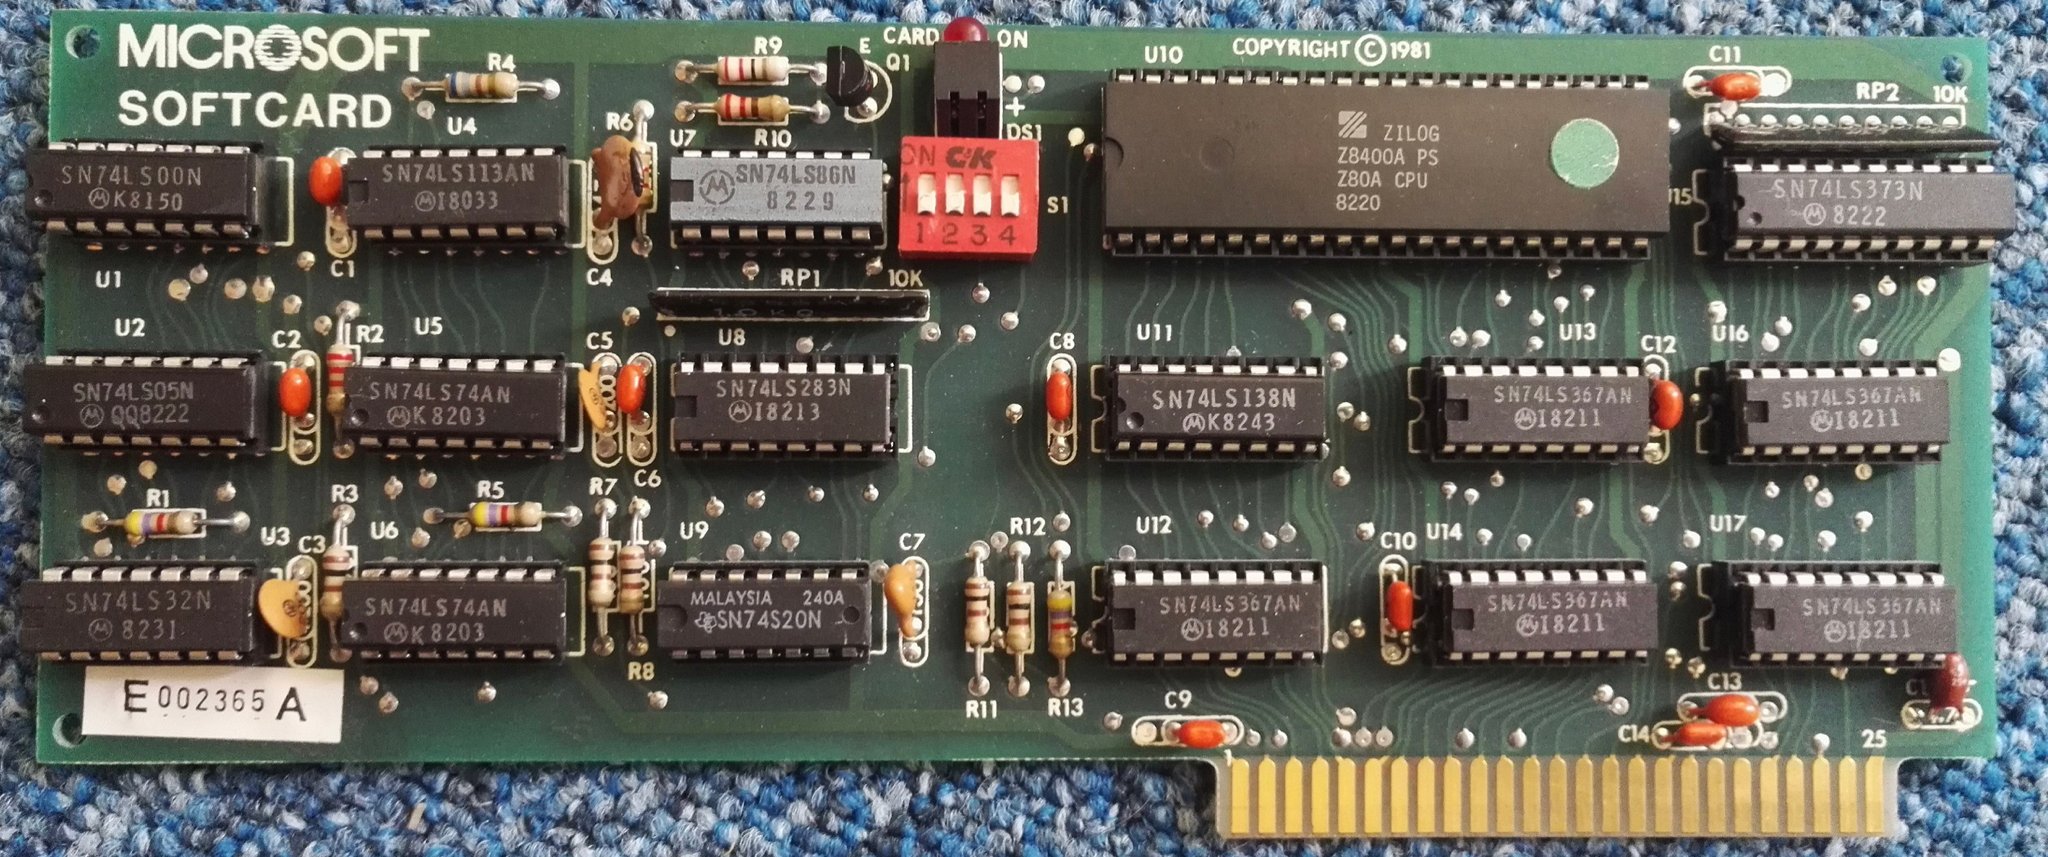 MICROSOFT
SOFTCARD
R4
R9
E
Q1
CARD
ON
U10
COPYRIGHT © 1981
C11
RP2
10K
U4
R6
U7
R10
+
DS1
SN74LS00N
K8150
U1
C1
SN74LS113AN
I8033
C4
SN74LS86N
8229
ON C&K
1 2 3 4
S1
ZILOG
Z8400A PS
Z80A CPU
8220
U15
SN74LS373N
8222
RP1
10K
U2
C2
R2
U5
C5
U8
C8
U11
U13
C12
U16
SN74LS05N
QQ8222
SN74LS74AN
K8203
C6
SN74LS283N
I8213
SN74LS138N
K8243
SN74LS367AN
I8211
SN74LS367AN
I8211
R1
U3
C3
R3
U6
R5
R7
U9
C7
R12
U12
C10
U14
U17
SN74LS32N
8231
SN74LS74AN
K8203
R8
MALAYSIA 240A
SN74S20N
R11
R13
SN74LS367AN
I8211
SN74LS367AN
I8211
SN74LS367AN
I8211
E002365A
C9
C13
C14
25